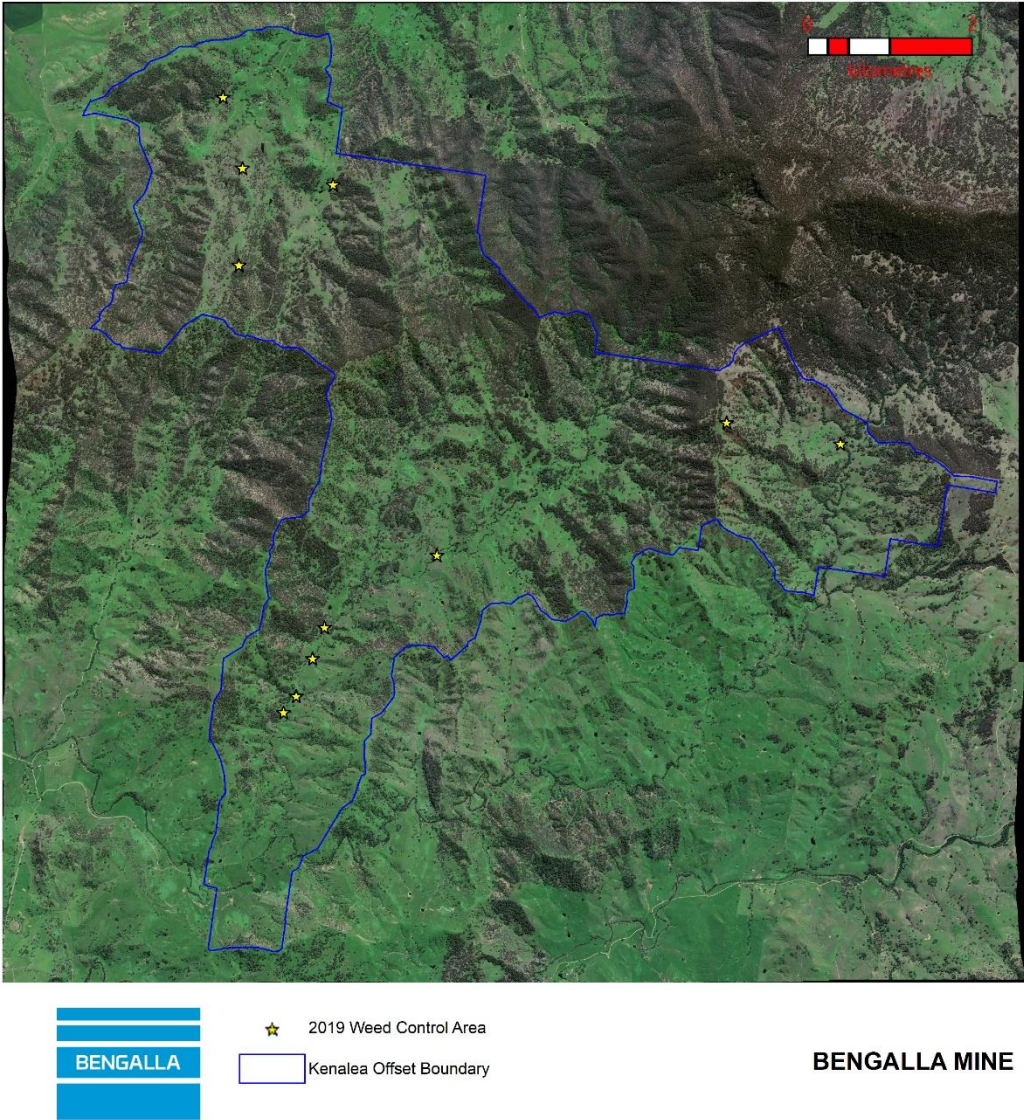 0 2
kilometres
BENGALLA
2019 Weed Control Area
Kenalea Offset Boundary
BENGALLA MINE